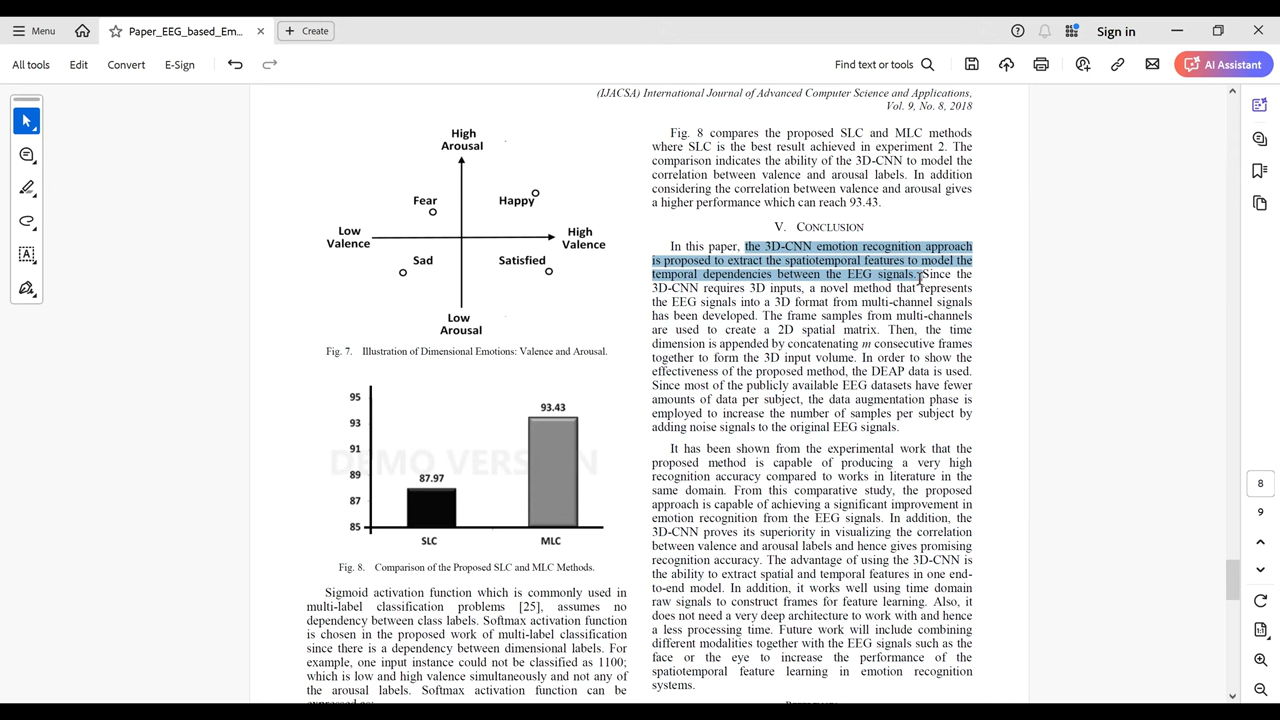 Menu
Paper_EEG_based_Em...
Create
Sign in
All tools
Edit
Convert
E-Sign
Find text or tools
AI Assistant
(IJACSA) International Journal of Advanced Computer Science and Applications,
Vol. 9, No. 8, 2018
High
Arousal
Fear
Happy
Low
Valence
High
Valence
Sad
Satisfied
Low
Arousal
Fig. 7. Illustration of Dimensional Emotions: Valence and Arousal.
95
93
91
89
87
85
87.97
93.43
DEMO VERSION
SLC
MLC
Fig. 8. Comparison of the Proposed SLC and MLC Methods.
Sigmoid activation function which is commonly used in
multi-label classification problems [25], assumes no
dependency between class labels. Softmax activation function
is chosen in the proposed work of multi-label classification
since there is a dependency between dimensional labels. For
example, one input instance could not be classified as 1100;
which is low and high valence simultaneously and not any of
the arousal labels. Softmax activation function can be
expressed as:
Fig. 8 compares the proposed SLC and MLC methods
where SLC is the best result achieved in experiment 2. The
comparison indicates the ability of the 3D-CNN to model the
correlation between valence and arousal labels. In addition
considering the correlation between valence and arousal gives
a higher performance which can reach 93.43.
V. CONCLUSION
In this paper, the 3D-CNN emotion recognition approach
is proposed to extract the spatiotemporal features to model the
temporal dependencies between the EEG signals. Since the
3D-CNN requires 3D inputs, a novel method that represents
the EEG signals into a 3D format from multi-channel signals
has been developed. The frame samples from multi-channels
are used to create a 2D spatial matrix. Then, the time
dimension is appended by concatenating m consecutive frames
together to form the 3D input volume. In order to show the
effectiveness of the proposed method, the DEAP data is used.
Since most of the publicly available EEG datasets have fewer
amounts of data per subject, the data augmentation phase is
employed to increase the number of samples per subject by
adding noise signals to the original EEG signals.
It has been shown from the experimental work that the
proposed method is capable of producing a very high
recognition accuracy compared to works in literature in the
same domain. From this comparative study, the proposed
approach is capable of achieving a significant improvement in
emotion recognition from the EEG signals. In addition, the
3D-CNN proves its superiority in visualizing the correlation
between valence and arousal labels and hence gives promising
recognition accuracy. The advantage of using the 3D-CNN is
the ability to extract spatial and temporal features in one end-
to-end model. In addition, it works well using time domain
raw signals to construct frames for feature learning. Also, it
does not need a very deep architecture to work with and hence
a less processing time. Future work will include combining
different modalities together with the EEG signals such as the
face or the eye to increase the performance of the
spatiotemporal feature learning in emotion recognition
systems.
8
9